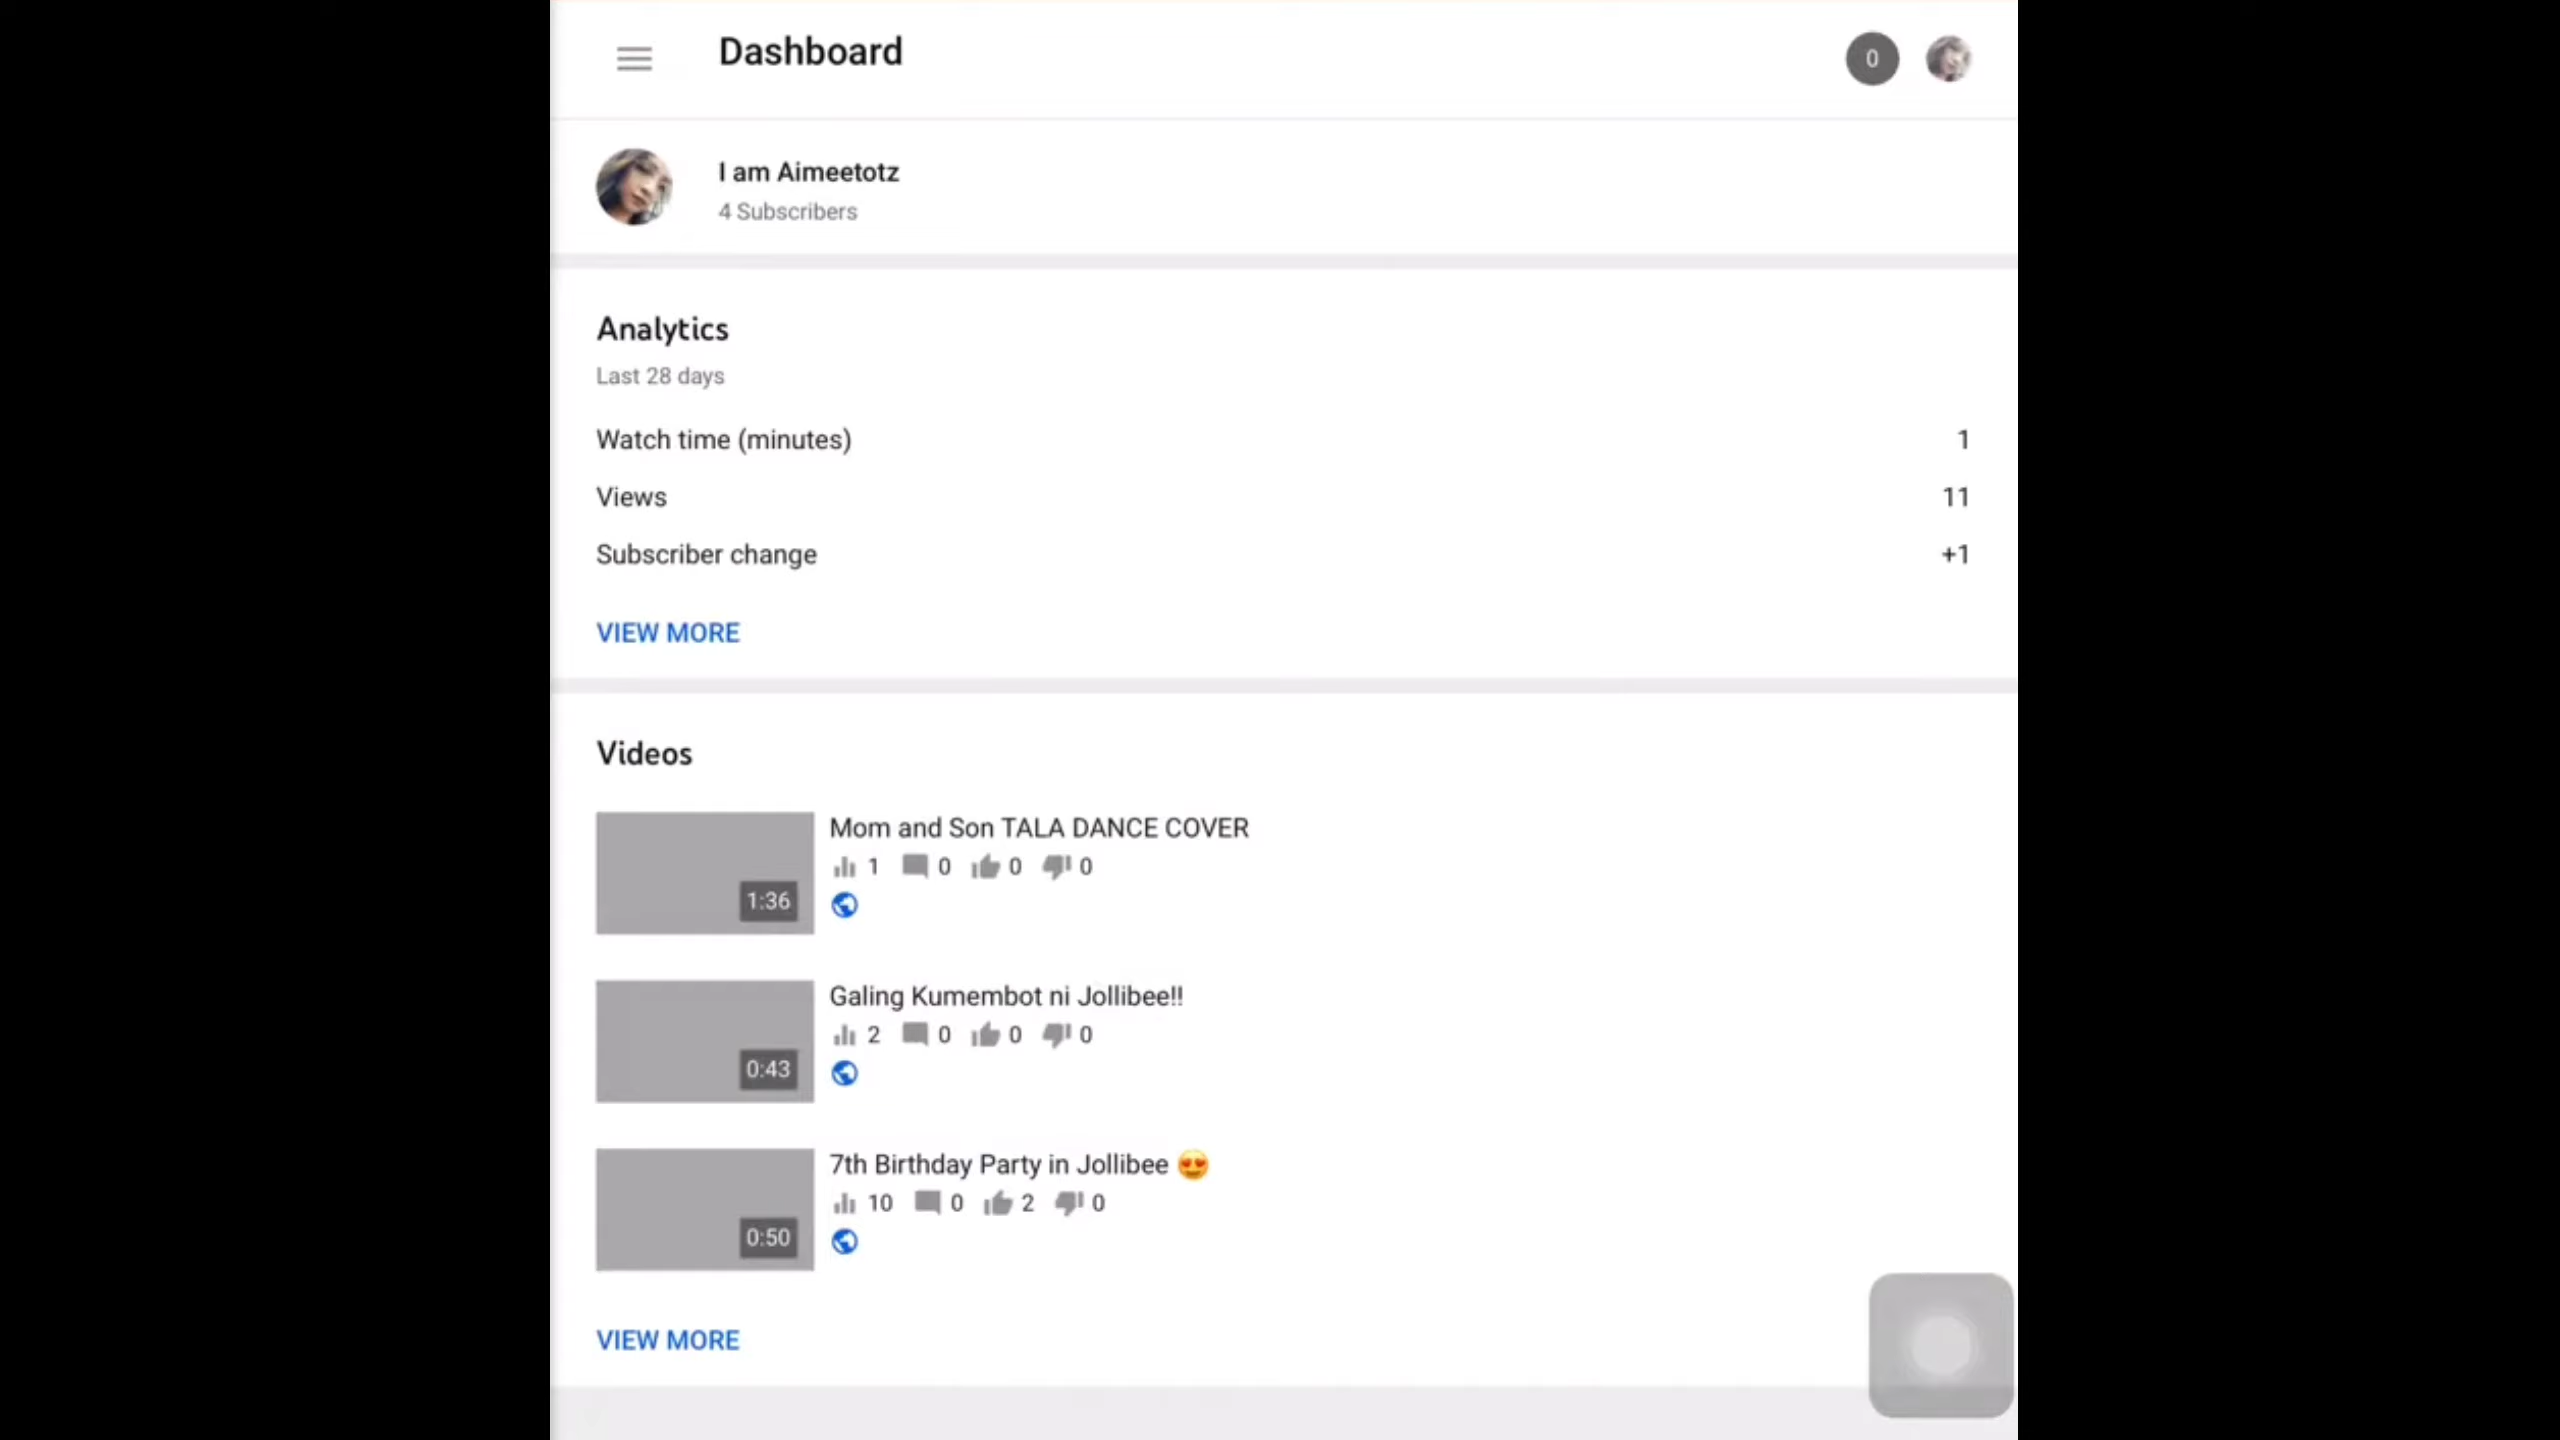 Dashboard
0
I am Aimeetotz
4 Subscribers
Analytics
Last 28 days
Watch time (minutes) 1
Views 11
Subscriber change +1
VIEW MORE
Videos
Mom and Son TALA DANCE COVER
1 0 0 0
1:36
Galing Kumembot ni Jollibee!!
2 0 0 0
0:43
7th Birthday Party in Jollibee 😍
10 0 2 0
0:50
VIEW MORE